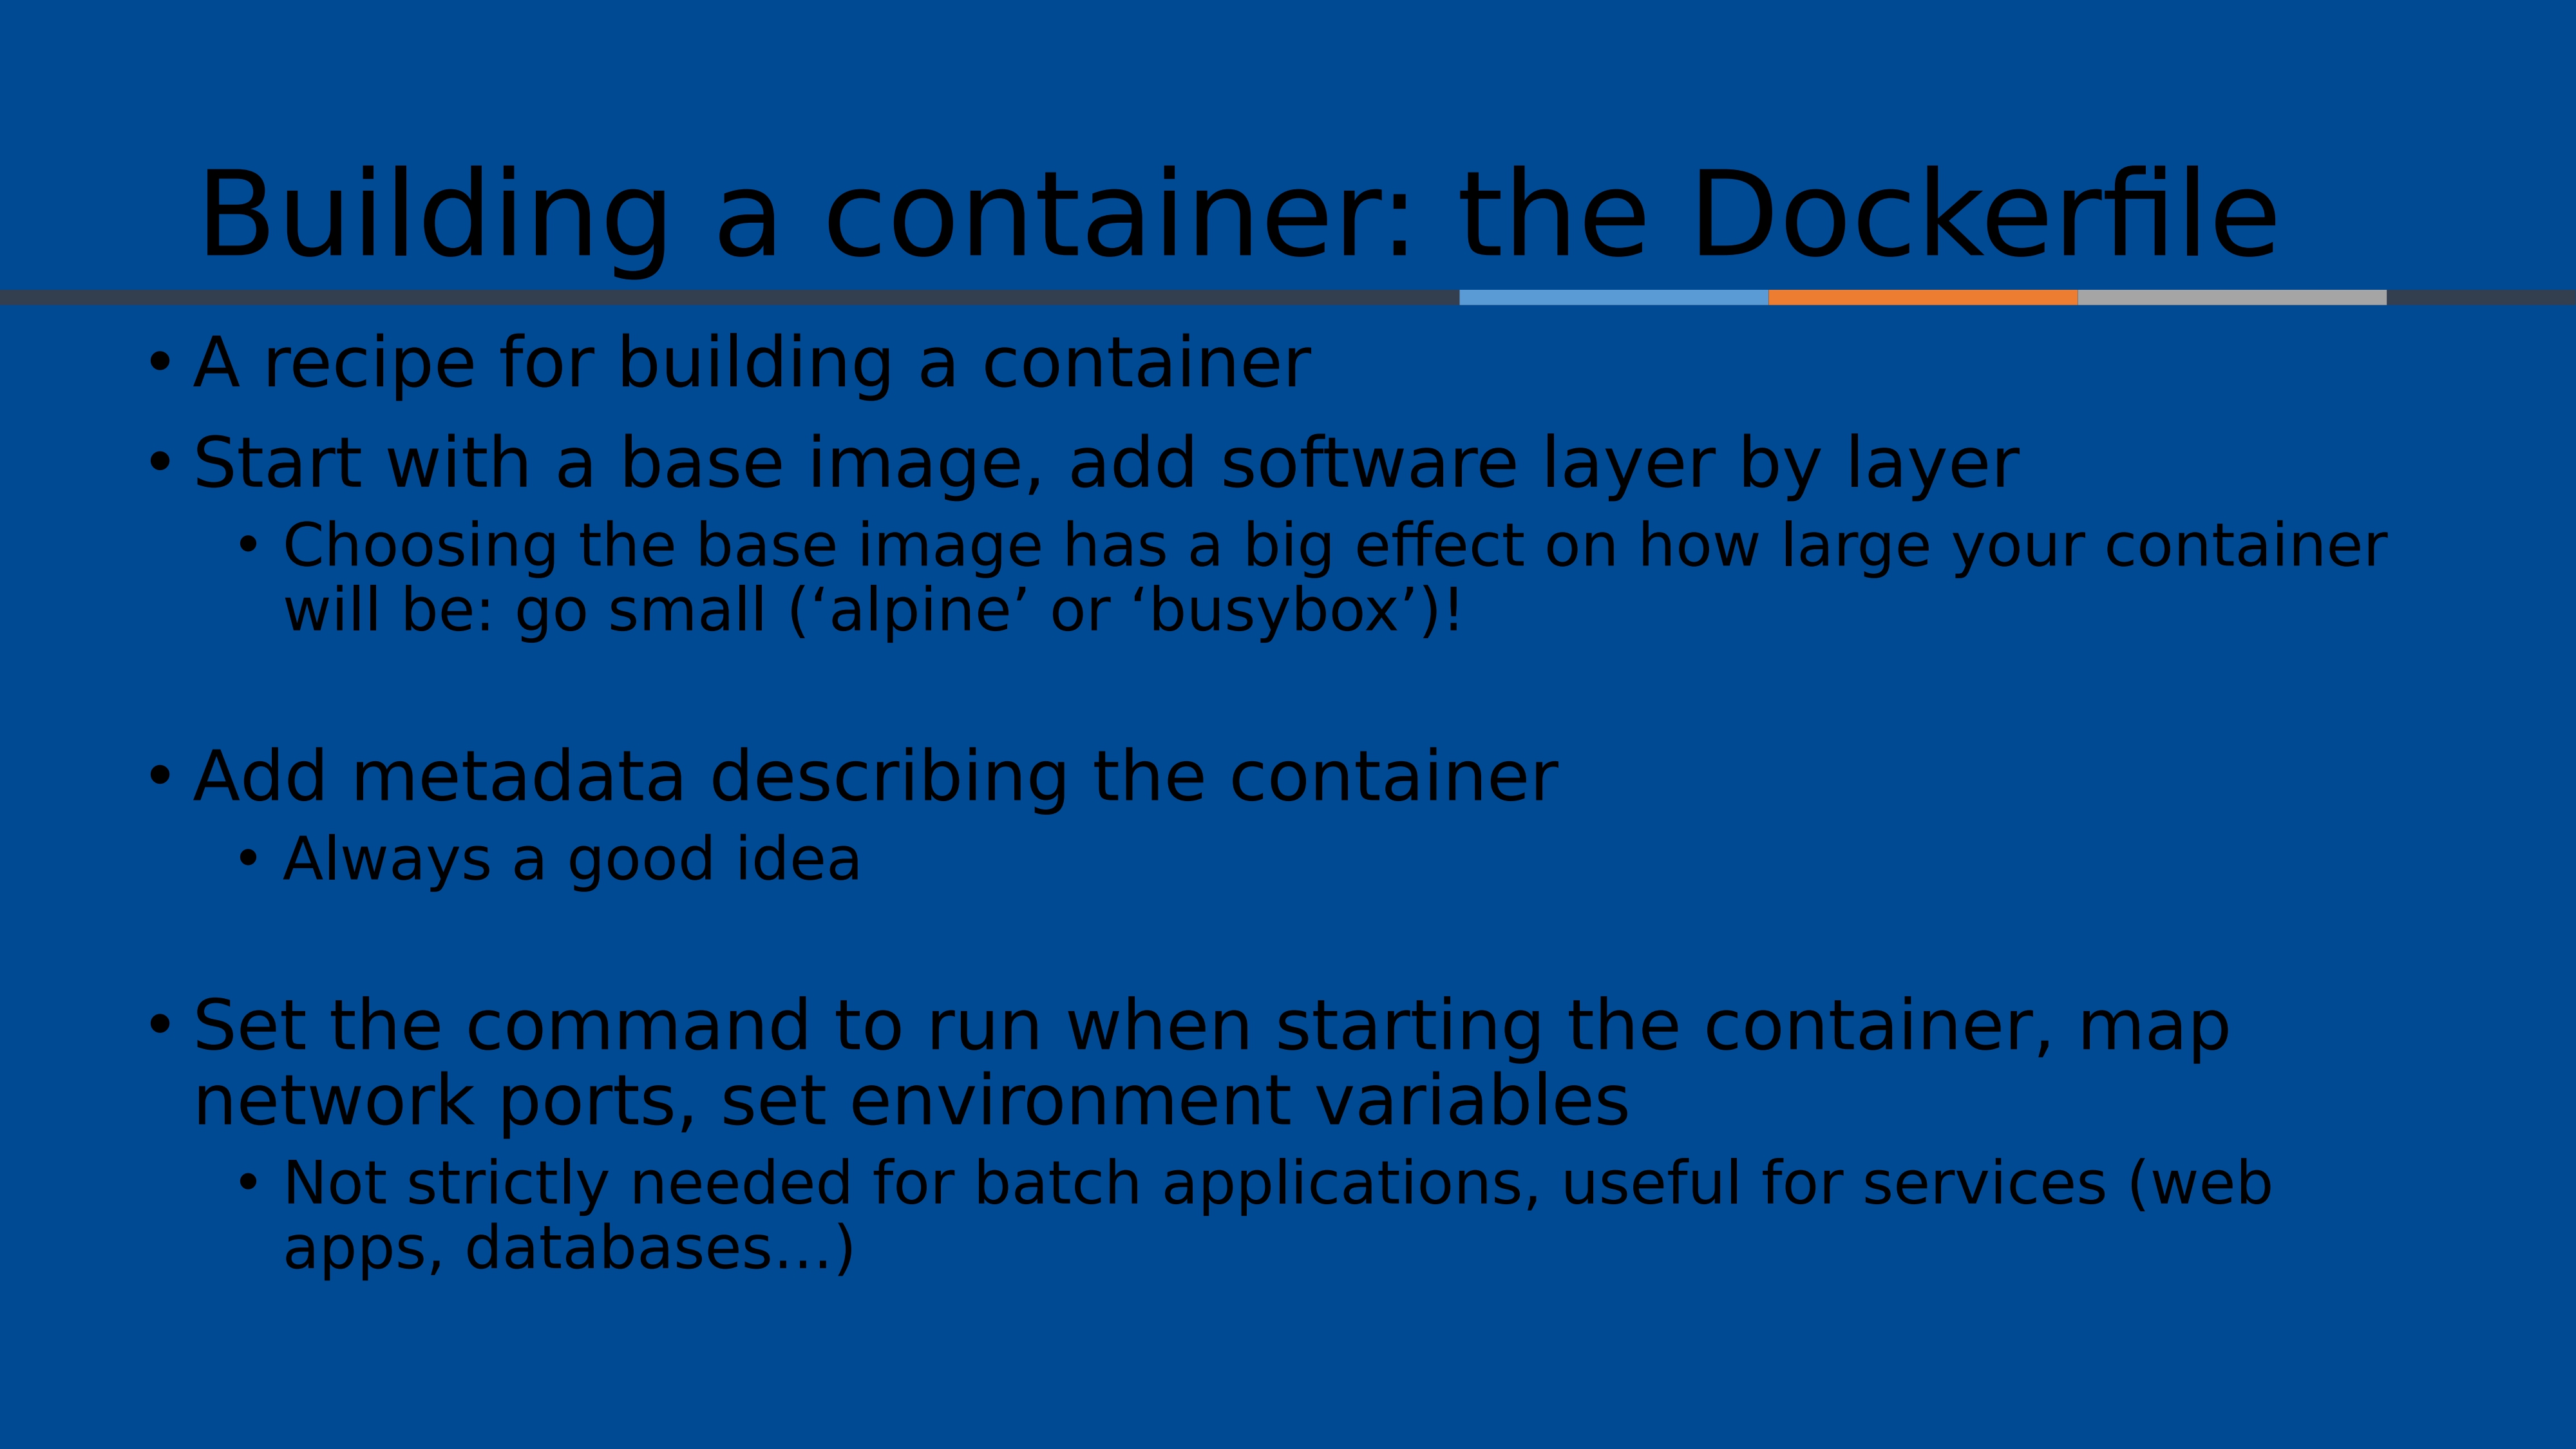 Building a container: the Dockerfile
• A recipe for building a container
• Start with a base image, add software layer by layer
• Choosing the base image has a big effect on how large your container
will be: go small (‘alpine’ or ‘busybox’)!
• Add metadata describing the container
• Always a good idea
• Set the command to run when starting the container, map
network ports, set environment variables
• Not strictly needed for batch applications, useful for services (web
apps, databases…)